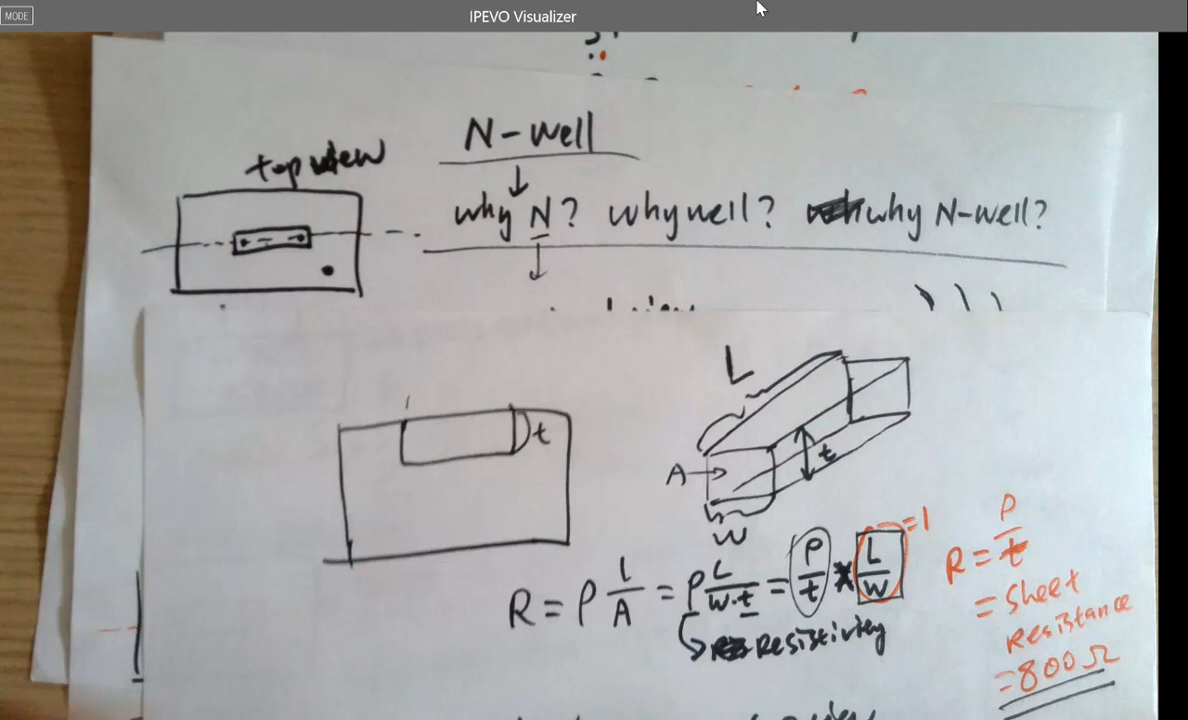 MODE
IPEVO Visualizer
N-well
top view
why N? why well? why N-well?
L
t
A
t
W
R = ρ L/A = ρ L/W·t = ρ/t * L/W =1
Resistivity
R = ρ/t
= Sheet
Resistance
= 800 Ω